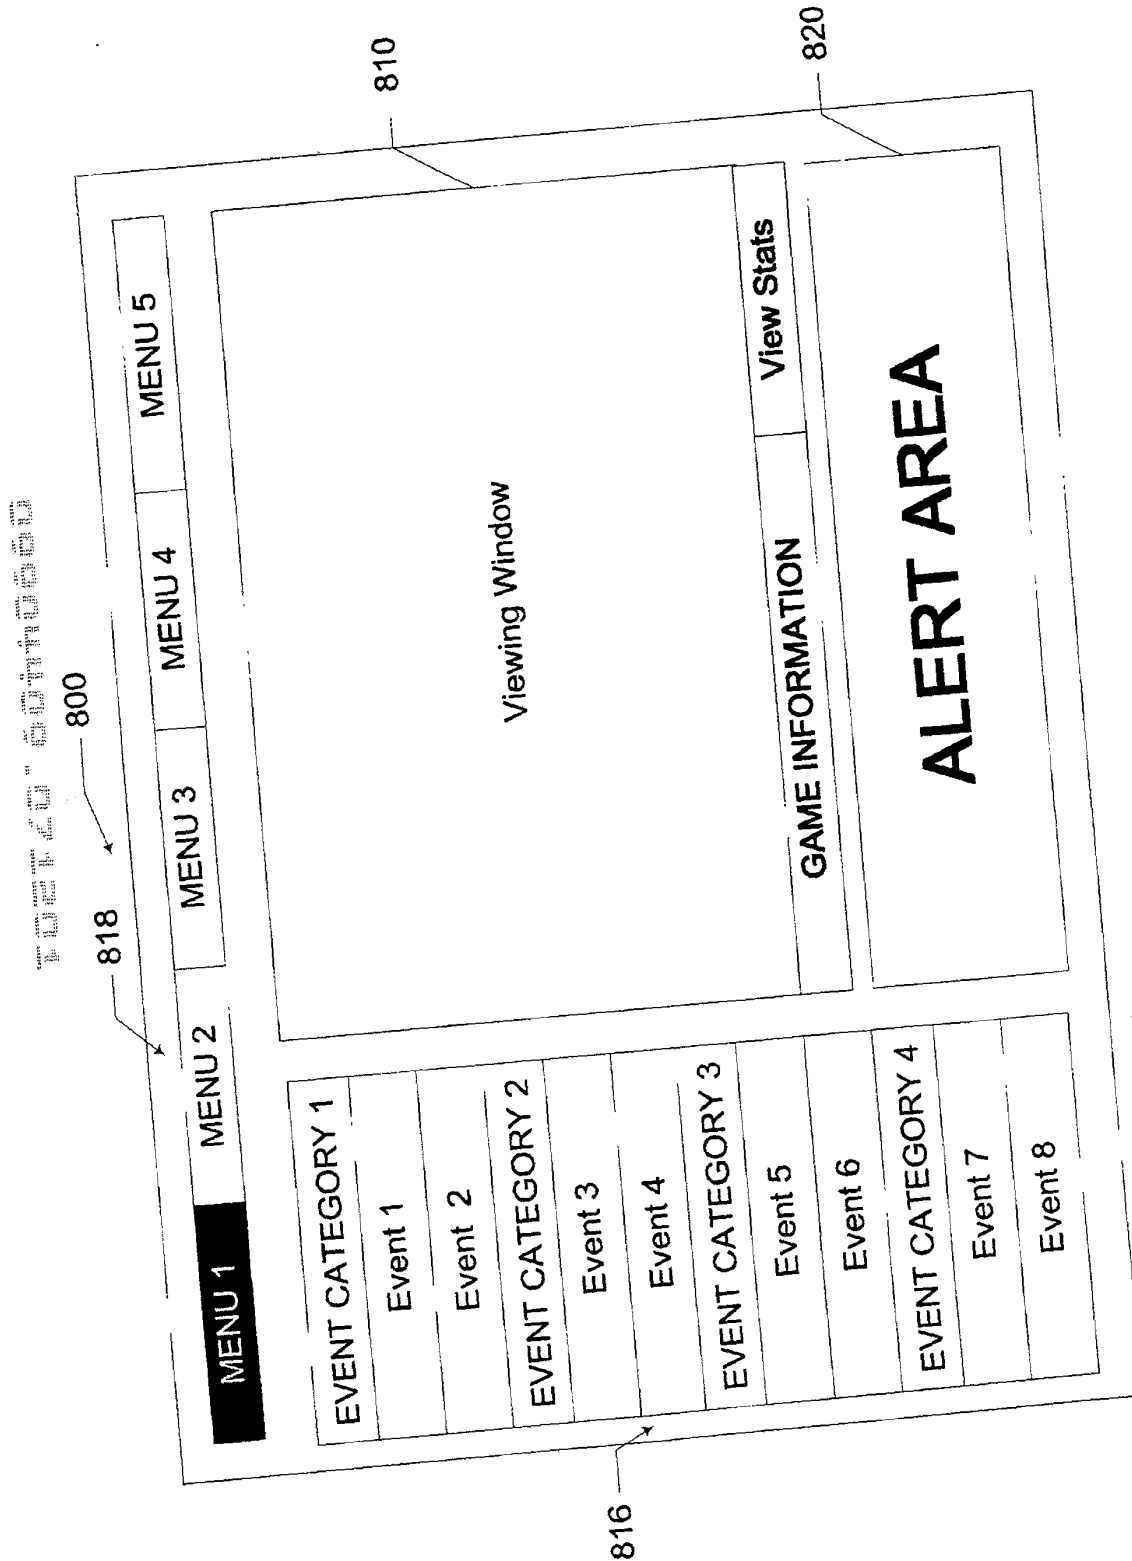 800
818
MENU 1
MENU 2
MENU 3
MENU 4
MENU 5
810
EVENT CATEGORY 1
Event 1
Event 2
EVENT CATEGORY 2
Event 3
Event 4
EVENT CATEGORY 3
Event 5
Event 6
EVENT CATEGORY 4
Event 7
Event 8
816
Viewing Window
GAME INFORMATION
View Stats
ALERT AREA
820